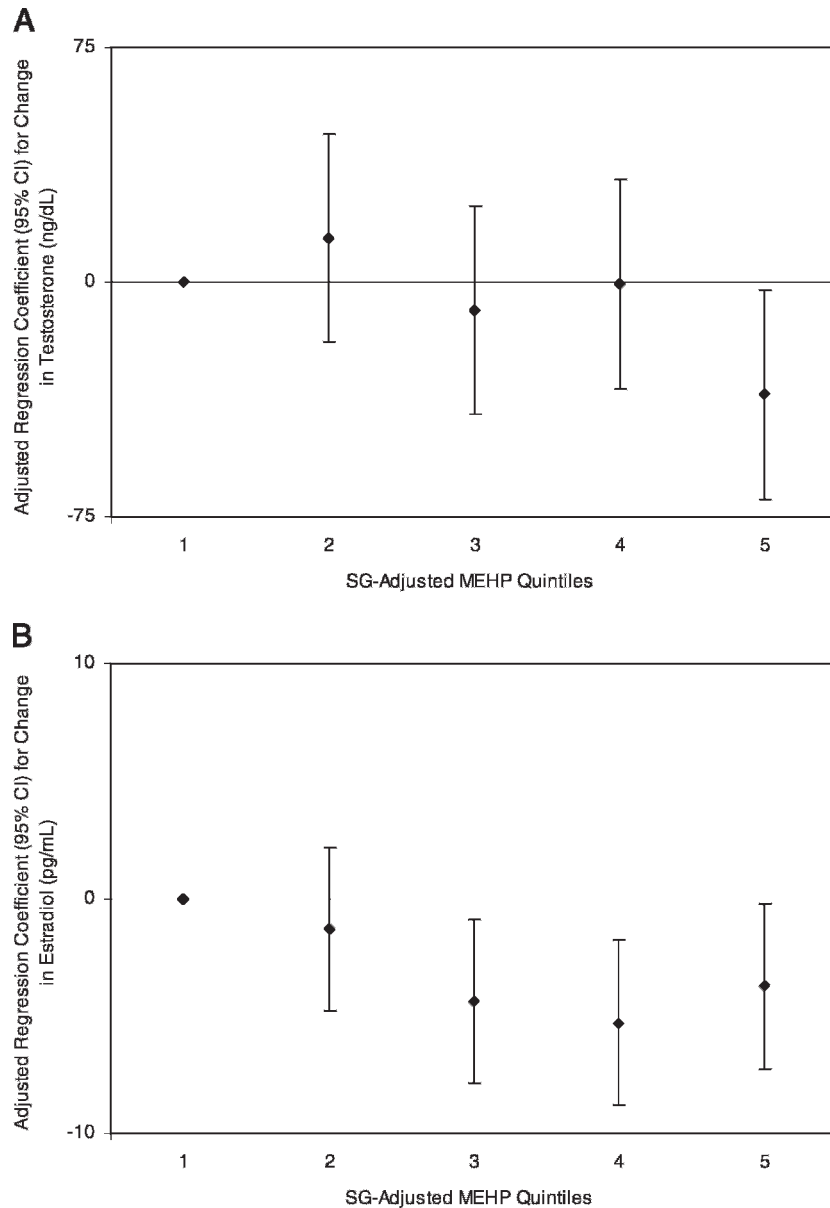 A
Adjusted Regression Coefficient (95% CI) for Change
in Testosterone (ng/dL)
75
0
-75
1 2 3 4 5
SG-Adjusted MEHP Quintiles
B
Adjusted Regression Coefficient (95% CI) for Change
in Estradiol (pg/mL)
10
0
-10
1 2 3 4 5
SG-Adjusted MEHP Quintiles